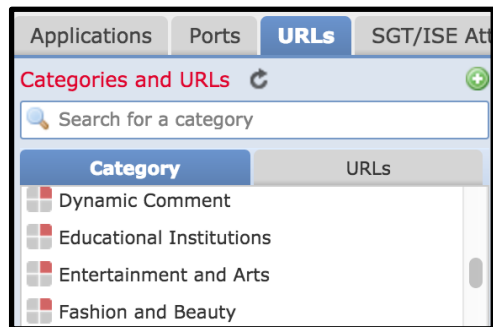 Applications Ports URLs SGT/ISE Att
Categories and URLs
Search for a category
Category URLs
Dynamic Comment
Educational Institutions
Entertainment and Arts
Fashion and Beauty